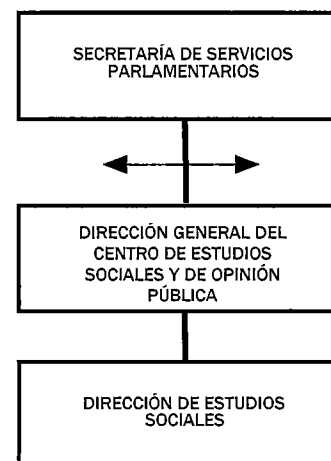 SECRETARÍA DE SERVICIOS
PARLAMENTARIOS
DIRECCIÓN GENERAL DEL
CENTRO DE ESTUDIOS
SOCIALES Y DE OPINIÓN
PÚBLICA
DIRECCIÓN DE ESTUDIOS
SOCIALES